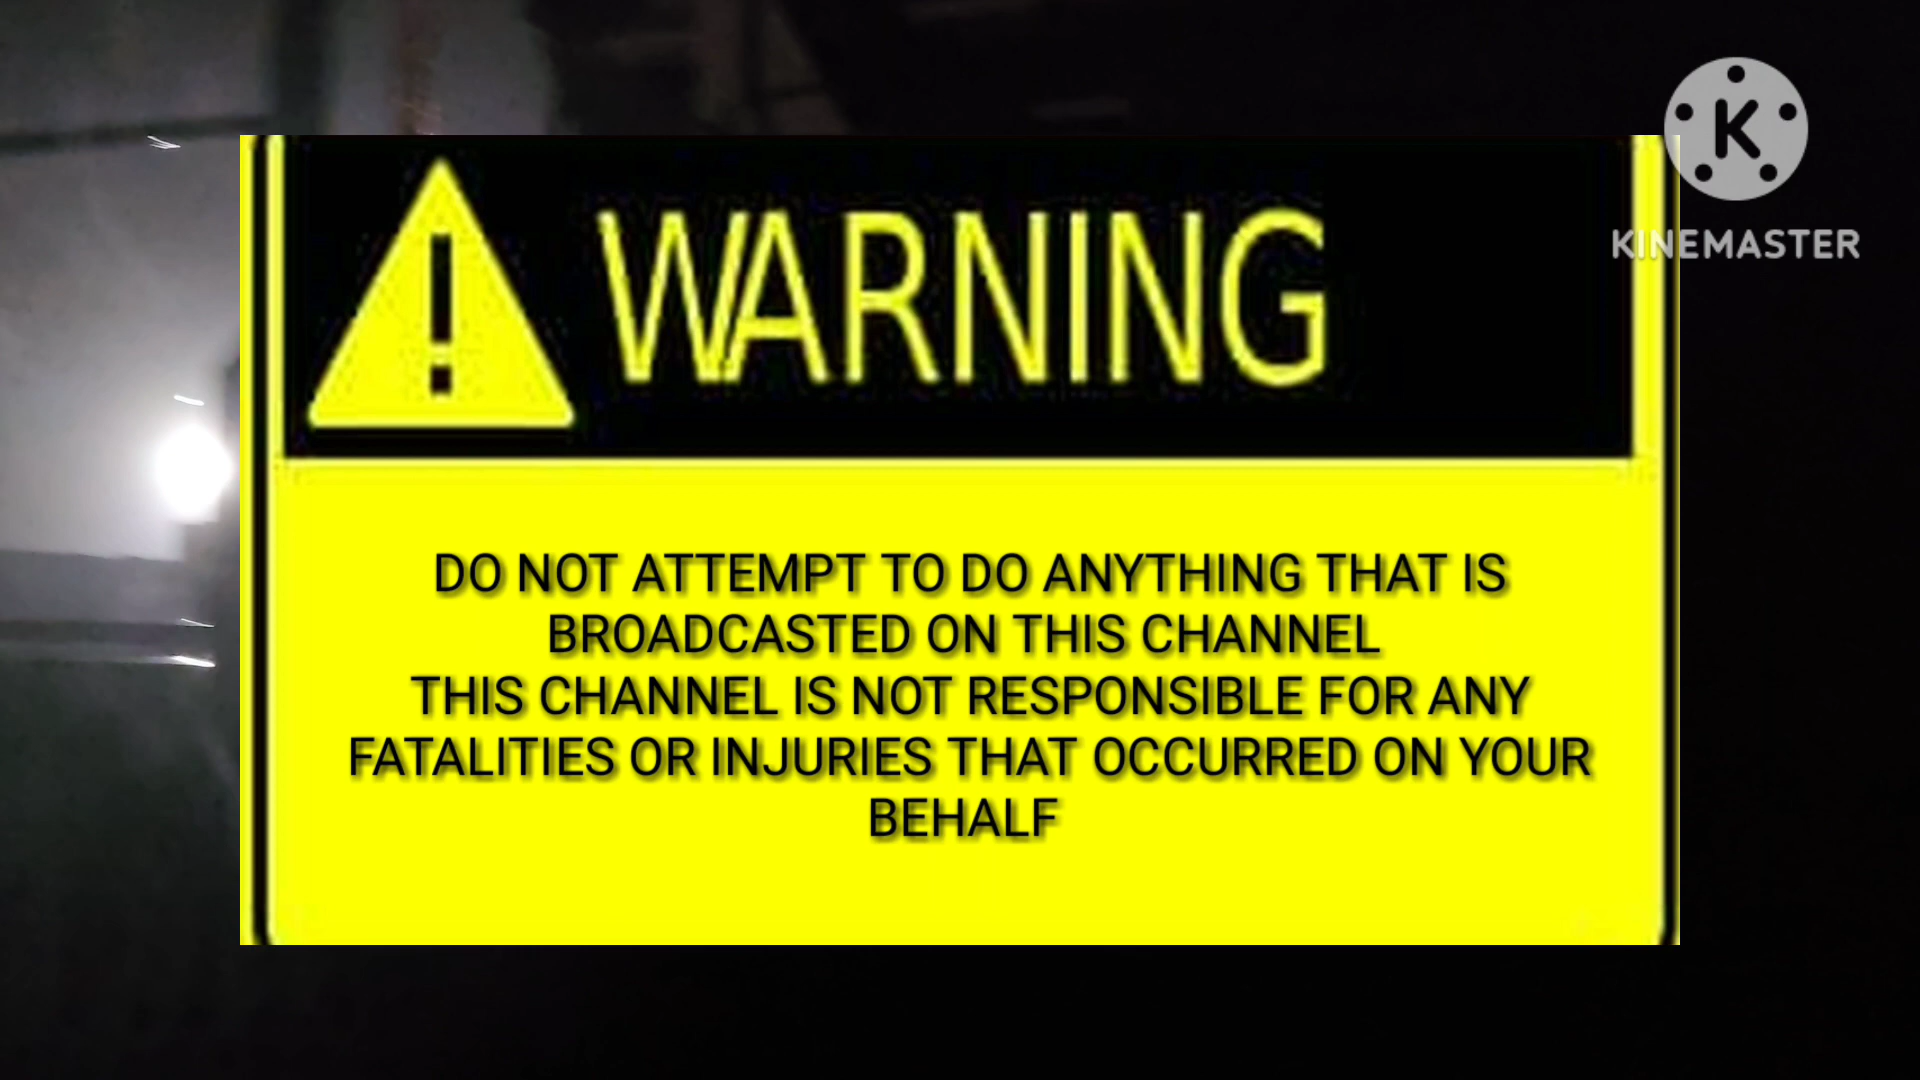 WARNING
K
KINEMASTER
DO NOT ATTEMPT TO DO ANYTHING THAT IS
BROADCASTED ON THIS CHANNEL
THIS CHANNEL IS NOT RESPONSIBLE FOR ANY
FATALITIES OR INJURIES THAT OCCURRED ON YOUR
BEHALF